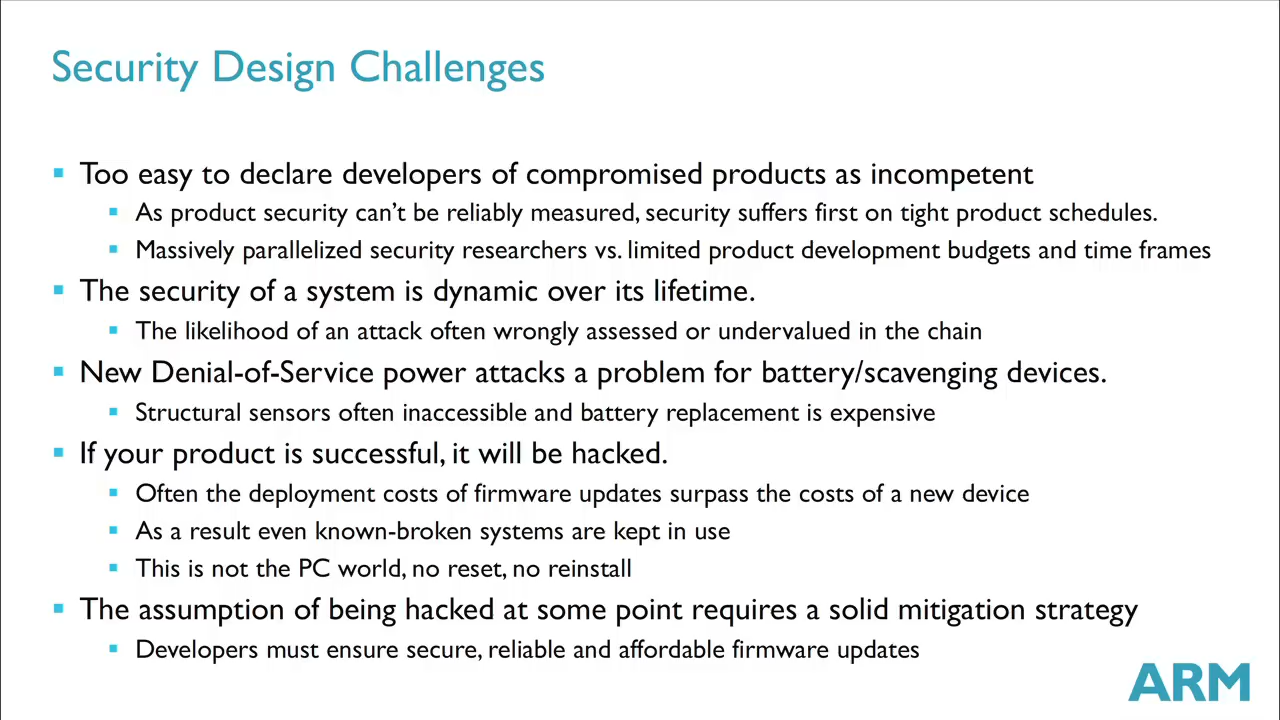 Security Design Challenges
Too easy to declare developers of compromised products as incompetent
As product security can't be reliably measured, security suffers first on tight product schedules.
Massively parallelized security researchers vs. limited product development budgets and time frames
The security of a system is dynamic over its lifetime.
The likelihood of an attack often wrongly assessed or undervalued in the chain
New Denial-of-Service power attacks a problem for battery/scavenging devices.
Structural sensors often inaccessible and battery replacement is expensive
If your product is successful, it will be hacked.
Often the deployment costs of firmware updates surpass the costs of a new device
As a result even known-broken systems are kept in use
This is not the PC world, no reset, no reinstall
The assumption of being hacked at some point requires a solid mitigation strategy
Developers must ensure secure, reliable and affordable firmware updates
ARM